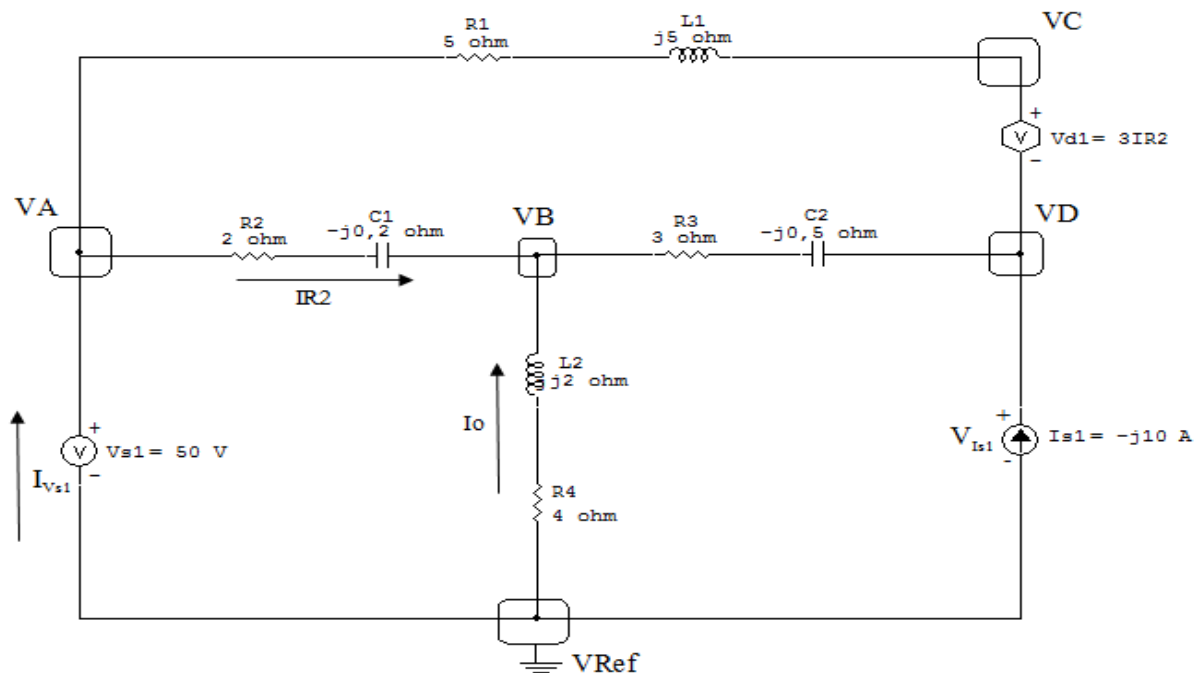 R1
5 ohm
L1
j5 ohm
VC
+
V
Vd1= 3IR2
−
VA
R2
2 ohm
C1
-j0,2 ohm
VB
R3
3 ohm
C2
-j0,5 ohm
VD
IR2
L2
j2 ohm
Io
+
V
Vs1= 50 V
−
IVs1
+
VIs1
Is1= -j10 A
-
R4
4 ohm
VRef